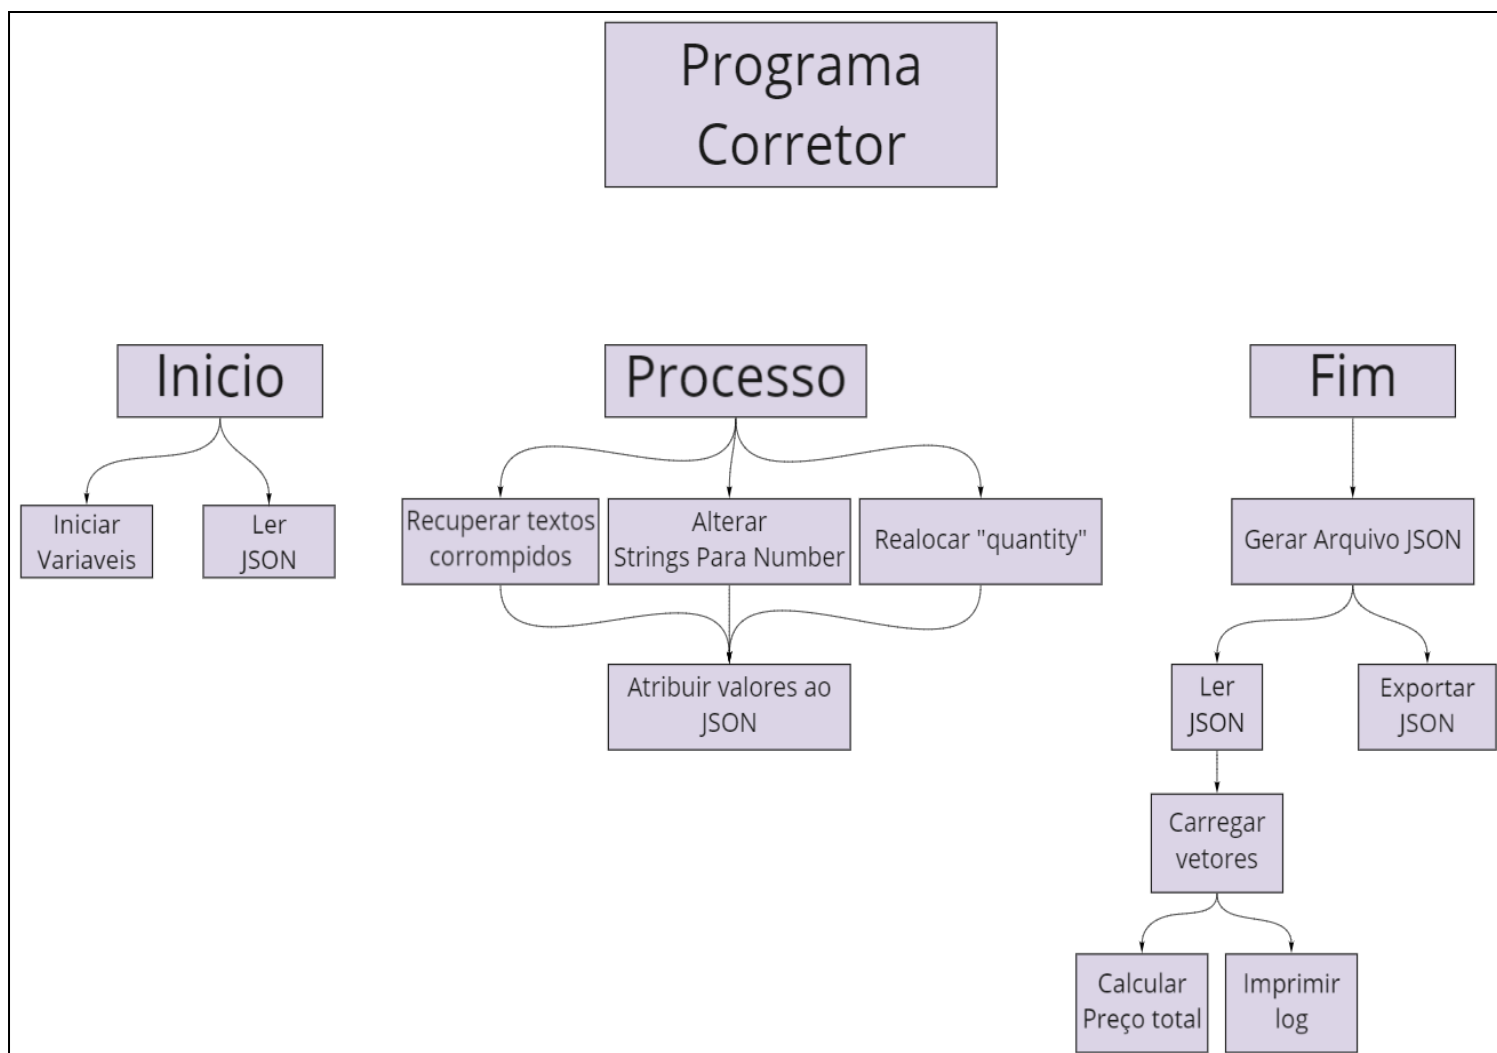 Programa
Corretor
Inicio
Processo
Fim
Iniciar
Variaveis
Ler
JSON
Recuperar textos
corrompidos
Alterar
Strings Para Number
Realocar "quantity"
Gerar Arquivo JSON
Atribuir valores ao
JSON
Ler
JSON
Exportar
JSON
Carregar
vetores
Calcular
Preço total
Imprimir
log